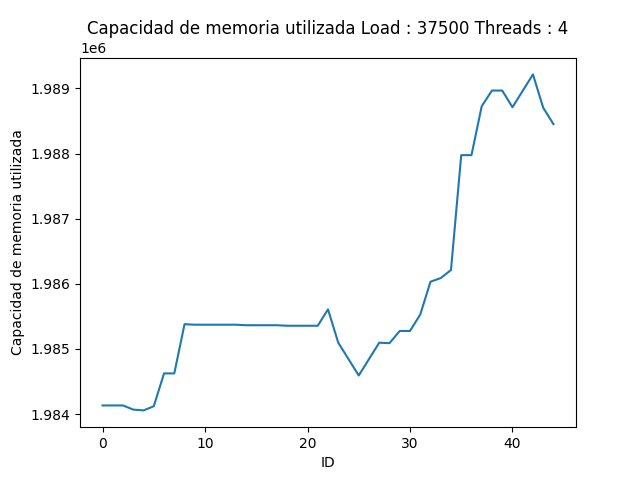 Capacidad de memoria utilizada Load : 37500 Threads : 4
1e6
1.989
1.988
1.987
1.986
1.985
1.984
Capacidad de memoria utilizada
0 10 20 30 40
ID